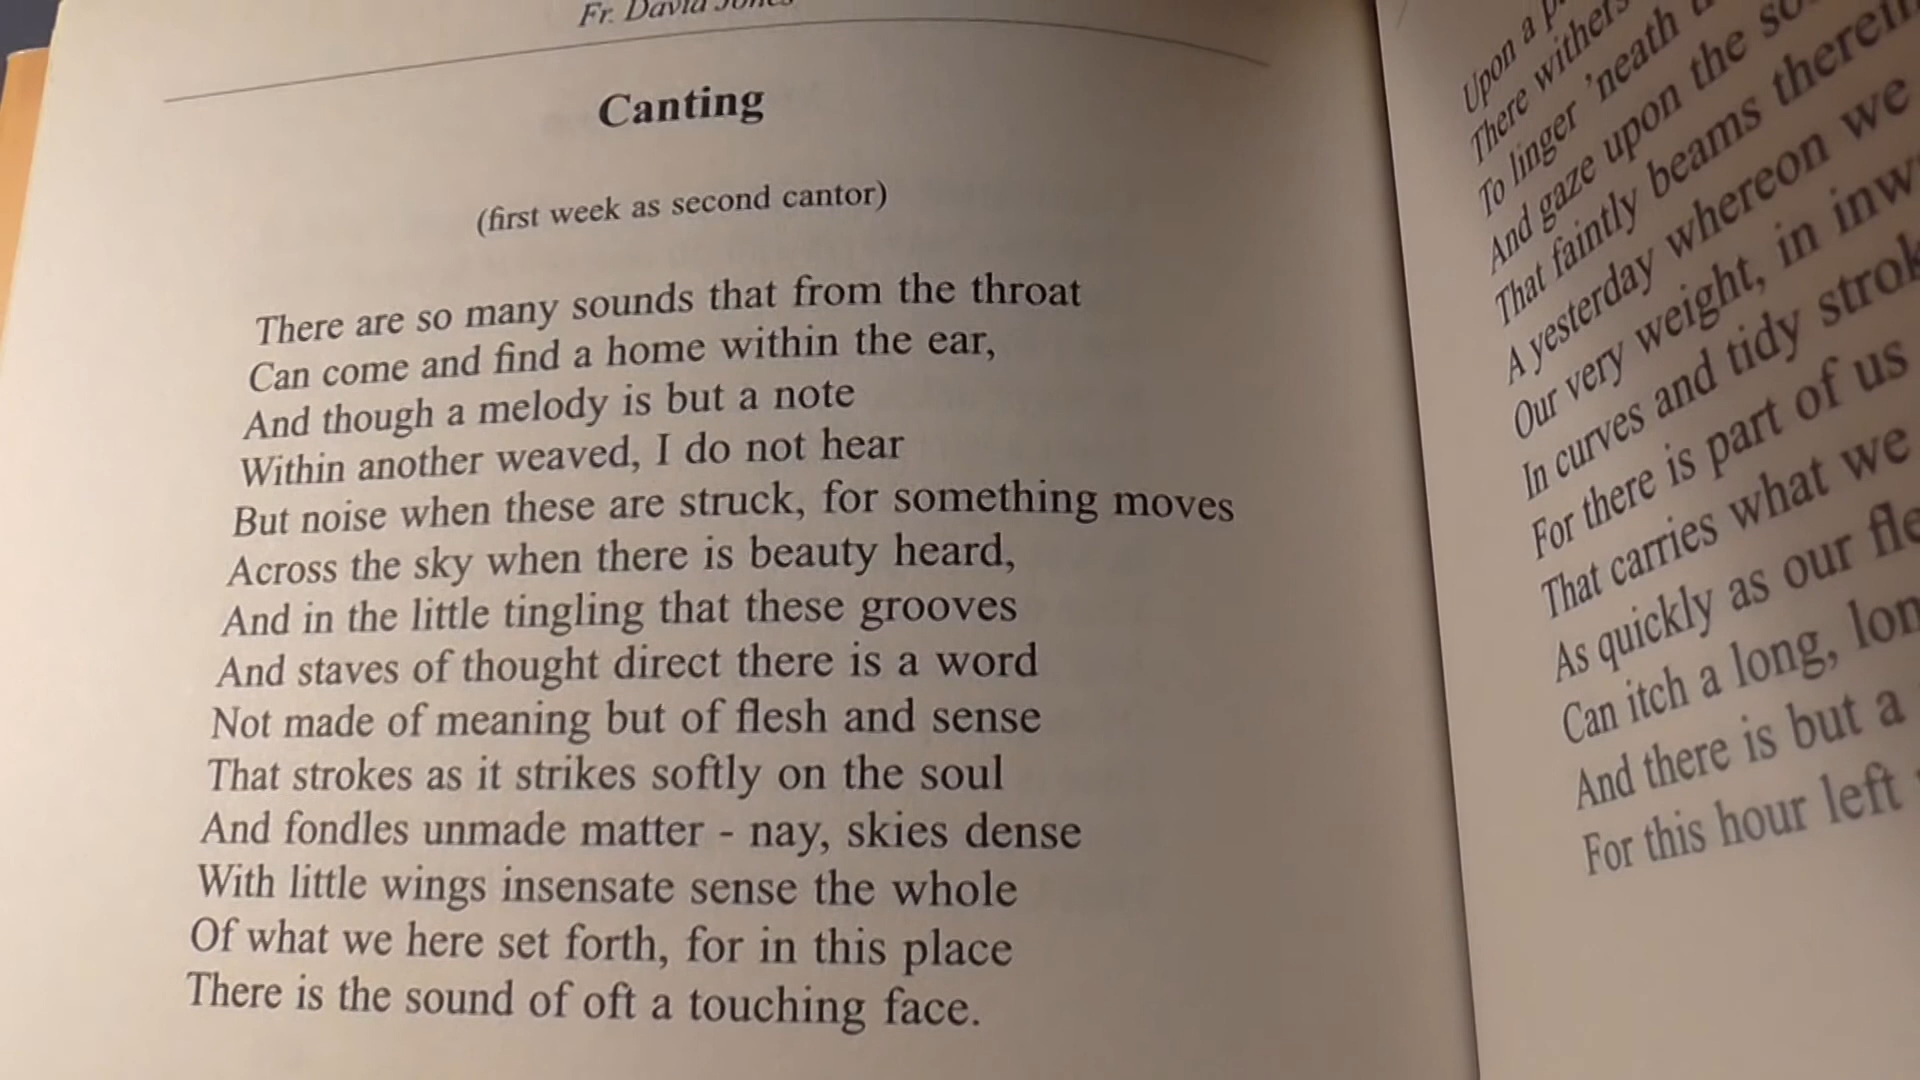 Fr. David Jones
Canting
(first week as second cantor)
There are so many sounds that from the throat
Can come and find a home within the ear,
And though a melody is but a note
Within another weaved, I do not hear
But noise when these are struck, for something moves
Across the sky when there is beauty heard,
And in the little tingling that these grooves
And staves of thought direct there is a word
Not made of meaning but of flesh and sense
That strokes as it strikes softly on the soul
And fondles unmade matter - nay, skies dense
With little wings insensate sense the whole
Of what we here set forth, for in this place
There is the sound of oft a touching face.
Upon a
There withers
To linger 'neath
And gaze upon the
That faintly beams therein
A yesterday whereon we
Our very weight, in
In curves and tidy
For there is part of us
That carries what we
As quickly as our
Can itch a long,
And there is but a
For this hour left